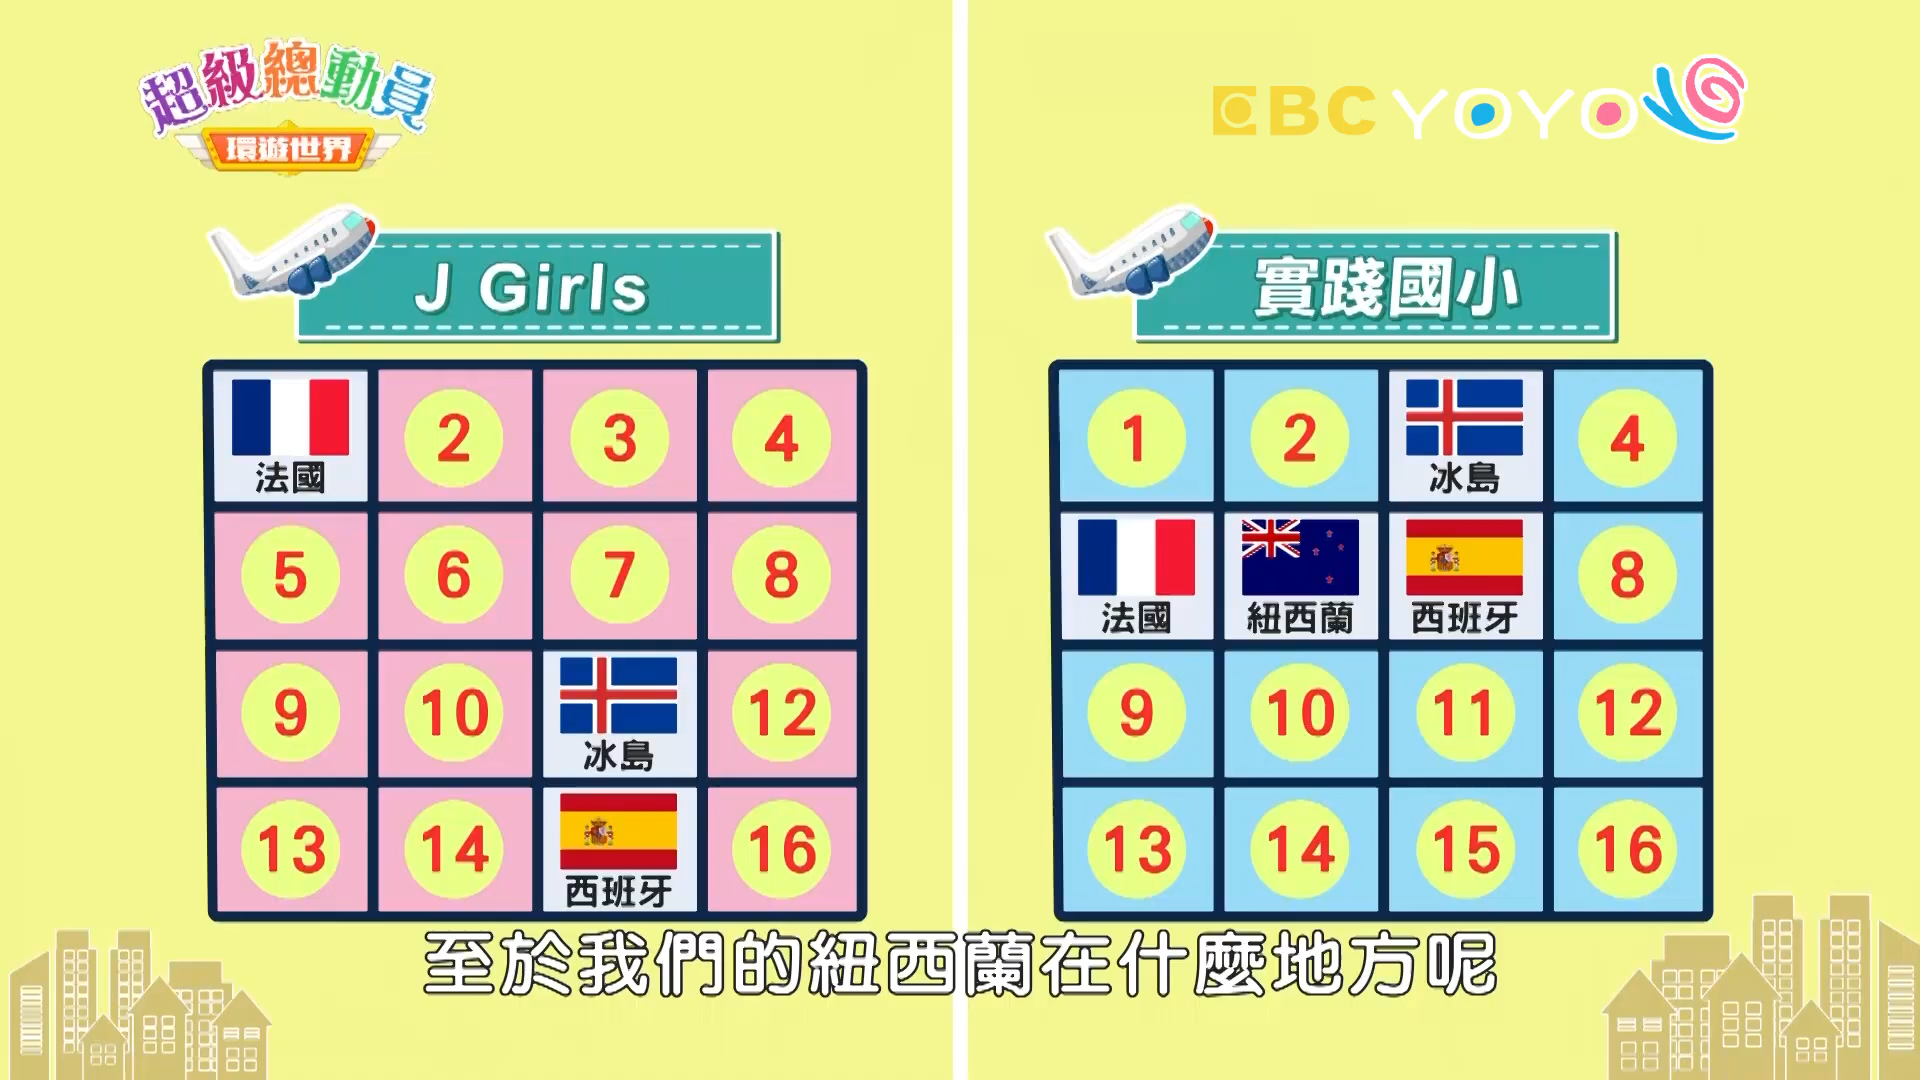 超級總動員
環遊世界
EBC YOYO
J Girls
法國 2 3 4
5 6 7 8
9 10 冰島 12
13 14 西班牙 16
實踐國小
1 2 冰島 4
法國 紐西蘭 西班牙 8
9 10 11 12
13 14 15 16
至於我們的紐西蘭在什麼地方呢